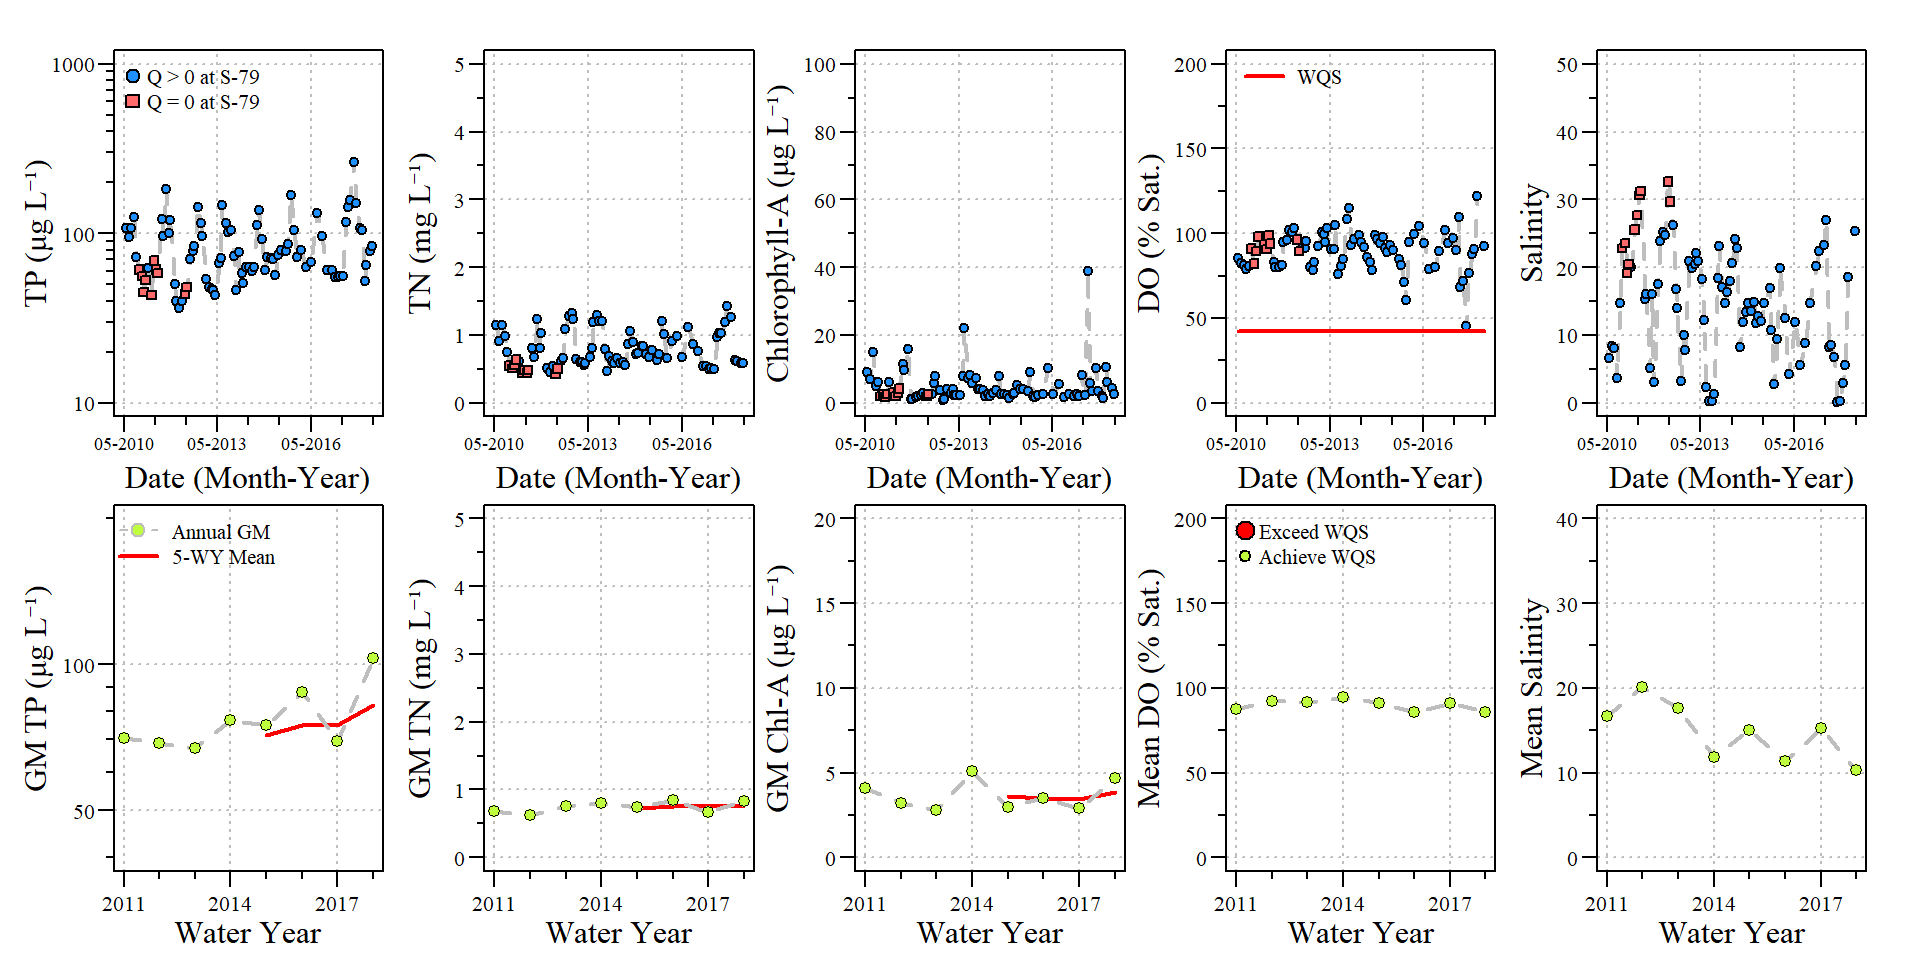 TP (µg L⁻¹)
1000
100
10
Q > 0 at S-79
Q = 0 at S-79
05-2010
05-2013
05-2016
Date (Month-Year)
TN (mg L⁻¹)
5
4
3
2
1
0
05-2010
05-2013
05-2016
Date (Month-Year)
Chlorophyll-A (µg L⁻¹)
100
80
60
40
20
0
05-2010
05-2013
05-2016
Date (Month-Year)
DO (% Sat.)
200
150
100
50
0
WQS
05-2010
05-2013
05-2016
Date (Month-Year)
Salinity
50
40
30
20
10
0
05-2010
05-2013
05-2016
Date (Month-Year)
GM TP (µg L⁻¹)
100
50
Annual GM
5-WY Mean
2011
2014
2017
Water Year
GM TN (mg L⁻¹)
5
4
3
2
1
0
2011
2014
2017
Water Year
GM Chl-A (µg L⁻¹)
20
15
10
5
0
2011
2014
2017
Water Year
Mean DO (% Sat.)
200
150
100
50
0
Exceed WQS
Achieve WQS
2011
2014
2017
Water Year
Mean Salinity
40
30
20
10
0
2011
2014
2017
Water Year